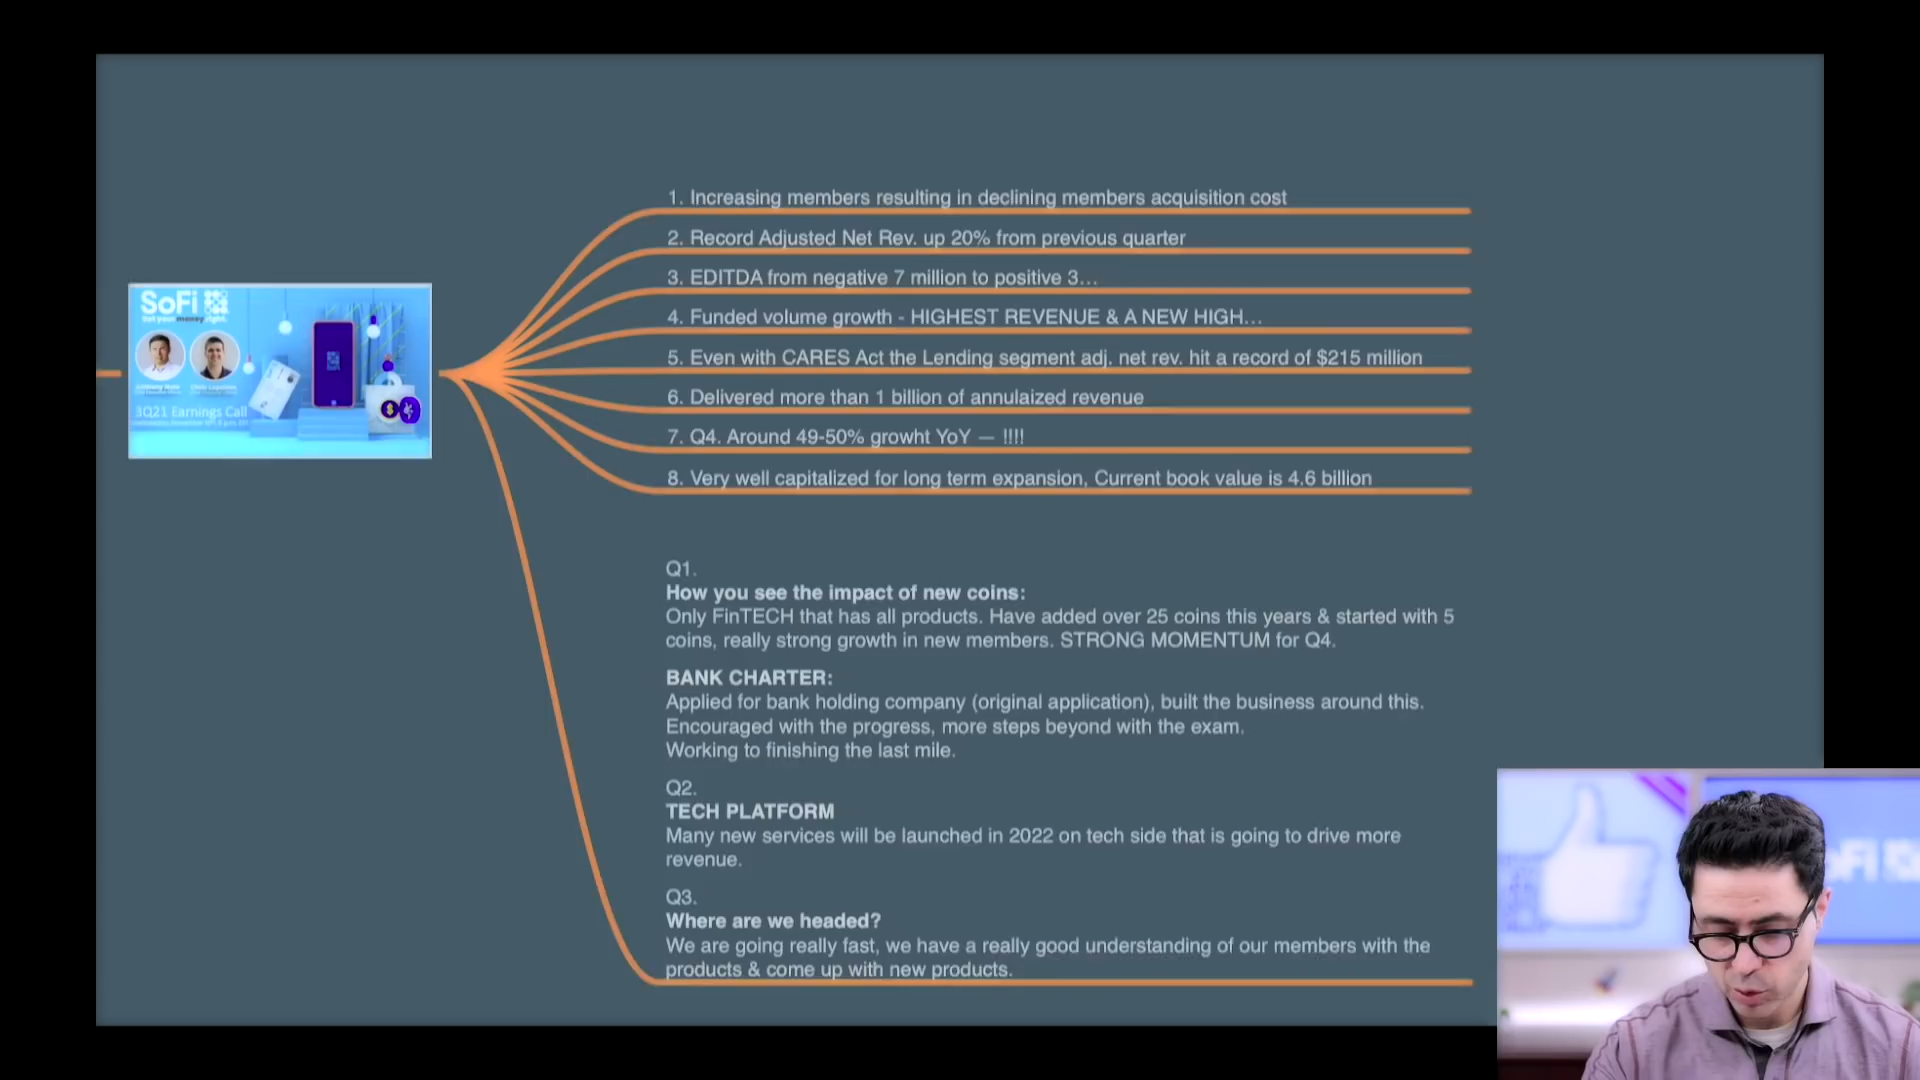 SoFi
Get your money right.
3Q21 Earnings Call
1. Increasing members resulting in declining members acquisition cost
2. Record Adjusted Net Rev. up 20% from previous quarter
3. EDITDA from negative 7 million to positive 3...
4. Funded volume growth - HIGHEST REVENUE & A NEW HIGH...
5. Even with CARES Act the Lending segment adj. net rev. hit a record of $215 million
6. Delivered more than 1 billion of annulaized revenue
7. Q4. Around 49-50% growht YoY — !!!!
8. Very well capitalized for long term expansion, Current book value is 4.6 billion
Q1.
How you see the impact of new coins:
Only FinTECH that has all products. Have added over 25 coins this years & started with 5
coins, really strong growth in new members. STRONG MOMENTUM for Q4.
BANK CHARTER:
Applied for bank holding company (original application), built the business around this.
Encouraged with the progress, more steps beyond with the exam.
Working to finishing the last mile.
Q2.
TECH PLATFORM
Many new services will be launched in 2022 on tech side that is going to drive more
revenue.
Q3.
Where are we headed?
We are going really fast, we have a really good understanding of our members with the
products & come up with new products.